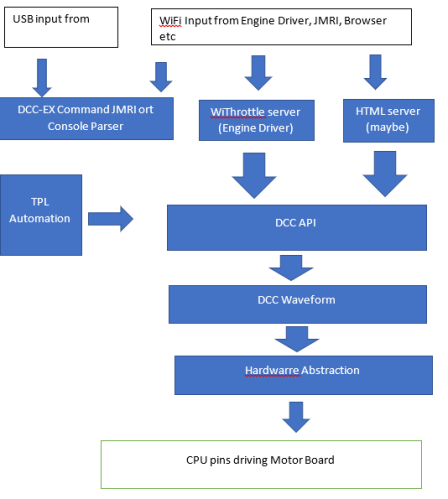 USB input from
WiFi Input from Engine Driver, JMRI, Browser
etc
DCC-EX Command JMRI ort
Console Parser
WiThrottle server
(Engine Driver)
HTML server
(maybe)
TPL
Automation
DCC API
DCC Waveform
Hardwarre Abstraction
CPU pins driving Motor Board